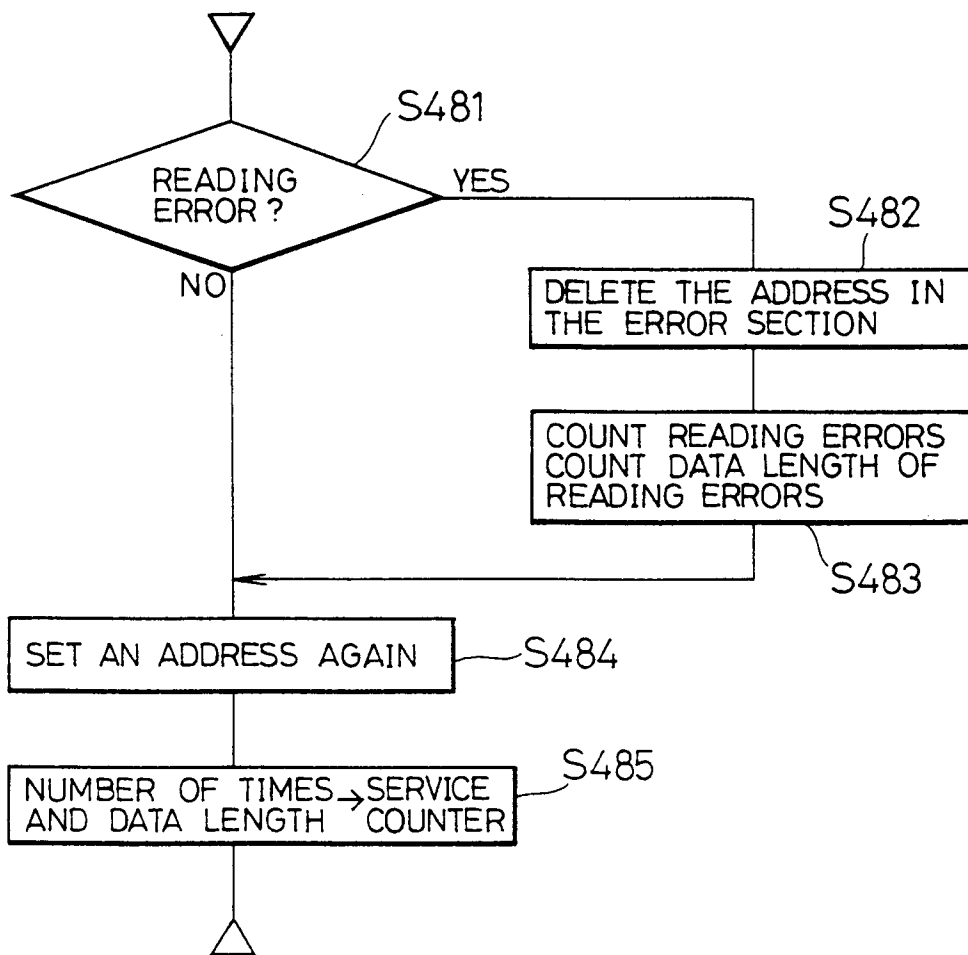 S481
READING
ERROR?
YES
NO
S482
DELETE THE ADDRESS IN
THE ERROR SECTION
COUNT READING ERRORS
COUNT DATA LENGTH OF
READING ERRORS
S483
SET AN ADDRESS AGAIN
S484
S485
NUMBER OF TIMES → SERVICE
AND DATA LENGTH COUNTER